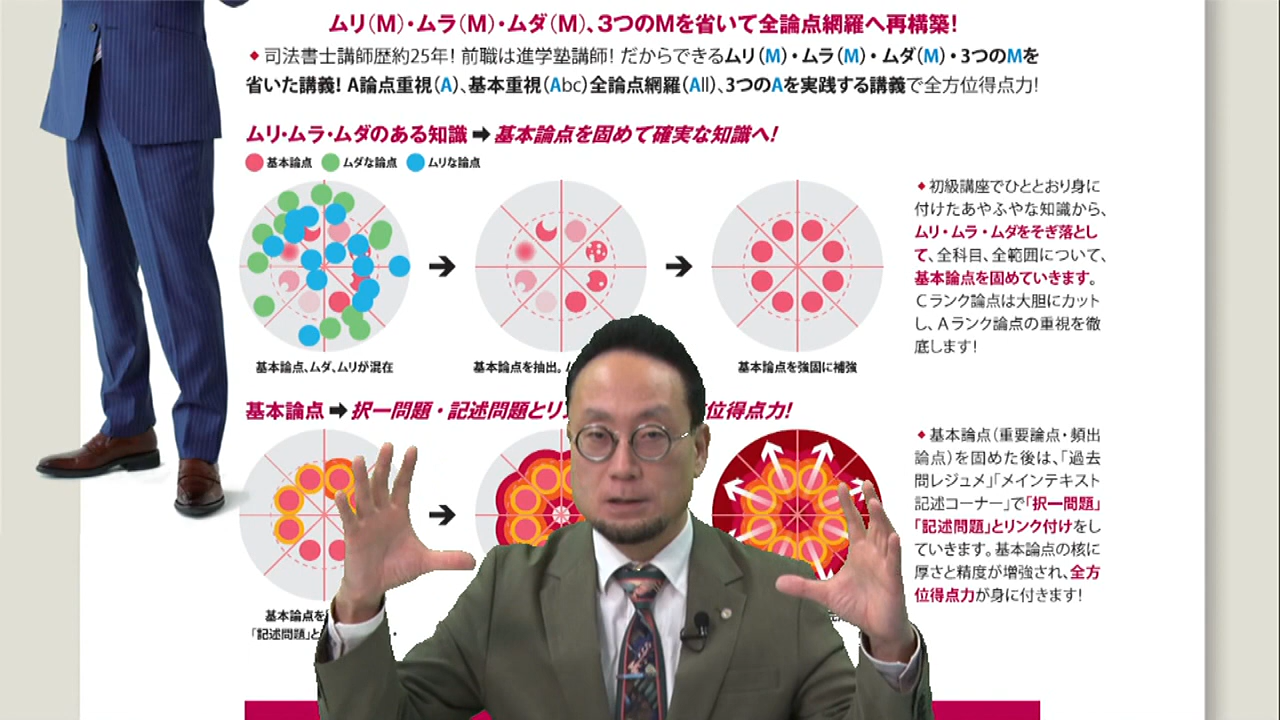 ムリ（M）・ムラ（M）・ムダ（M）、3つのMを省いて全論点網羅へ再構築！
◆司法書士講師歴約25年！前職は進学塾講師！だからできるムリ（M）・ムラ（M）・ムダ（M）・3つのMを
省いた講義！A論点重視（A）、基本重視（Abc）全論点網羅（All）、3つのAを実践する講義で全方位得点力！
ムリ・ムラ・ムダのある知識➡基本論点を固めて確実な知識へ！
基本論点 ムダな論点 ムリな論点
◆初級講座でひととおり身に
付けたあやふやな知識から、
ムリ・ムラ・ムダをそぎ落とし
て、全科目、全範囲について、
基本論点を固めていきます。
Cランク論点は大胆にカット
し、Aランク論点の重視を徹
底します！
基本論点、ムダ、ムリが混在
基本論点を抽出。
基本論点を強固に補強
基本論点➡択一問題・記述問題とリ
位得点力！
◆基本論点（重要論点・頻出
論点）を固めた後は、「過去
問レジュメ」「メインテキスト
記述コーナー」で「択一問題」
「記述問題」とリンク付けをし
ていきます。基本論点の核に
厚さと精度が増強され、全方
位得点力が身に付きます！
基本論点を
「記述問題」と